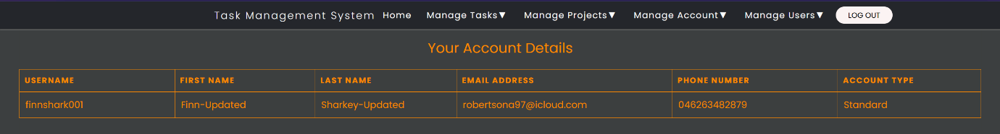 Task Management System Home Manage Tasks▼ Manage Projects▼ Manage Account▼ Manage Users▼ LOG OUT
Your Account Details
USERNAME FIRST NAME LAST NAME EMAIL ADDRESS PHONE NUMBER ACCOUNT TYPE
finnshark001 Finn-Updated Sharkey-Updated robertsona97@icloud.com 046263482879 Standard